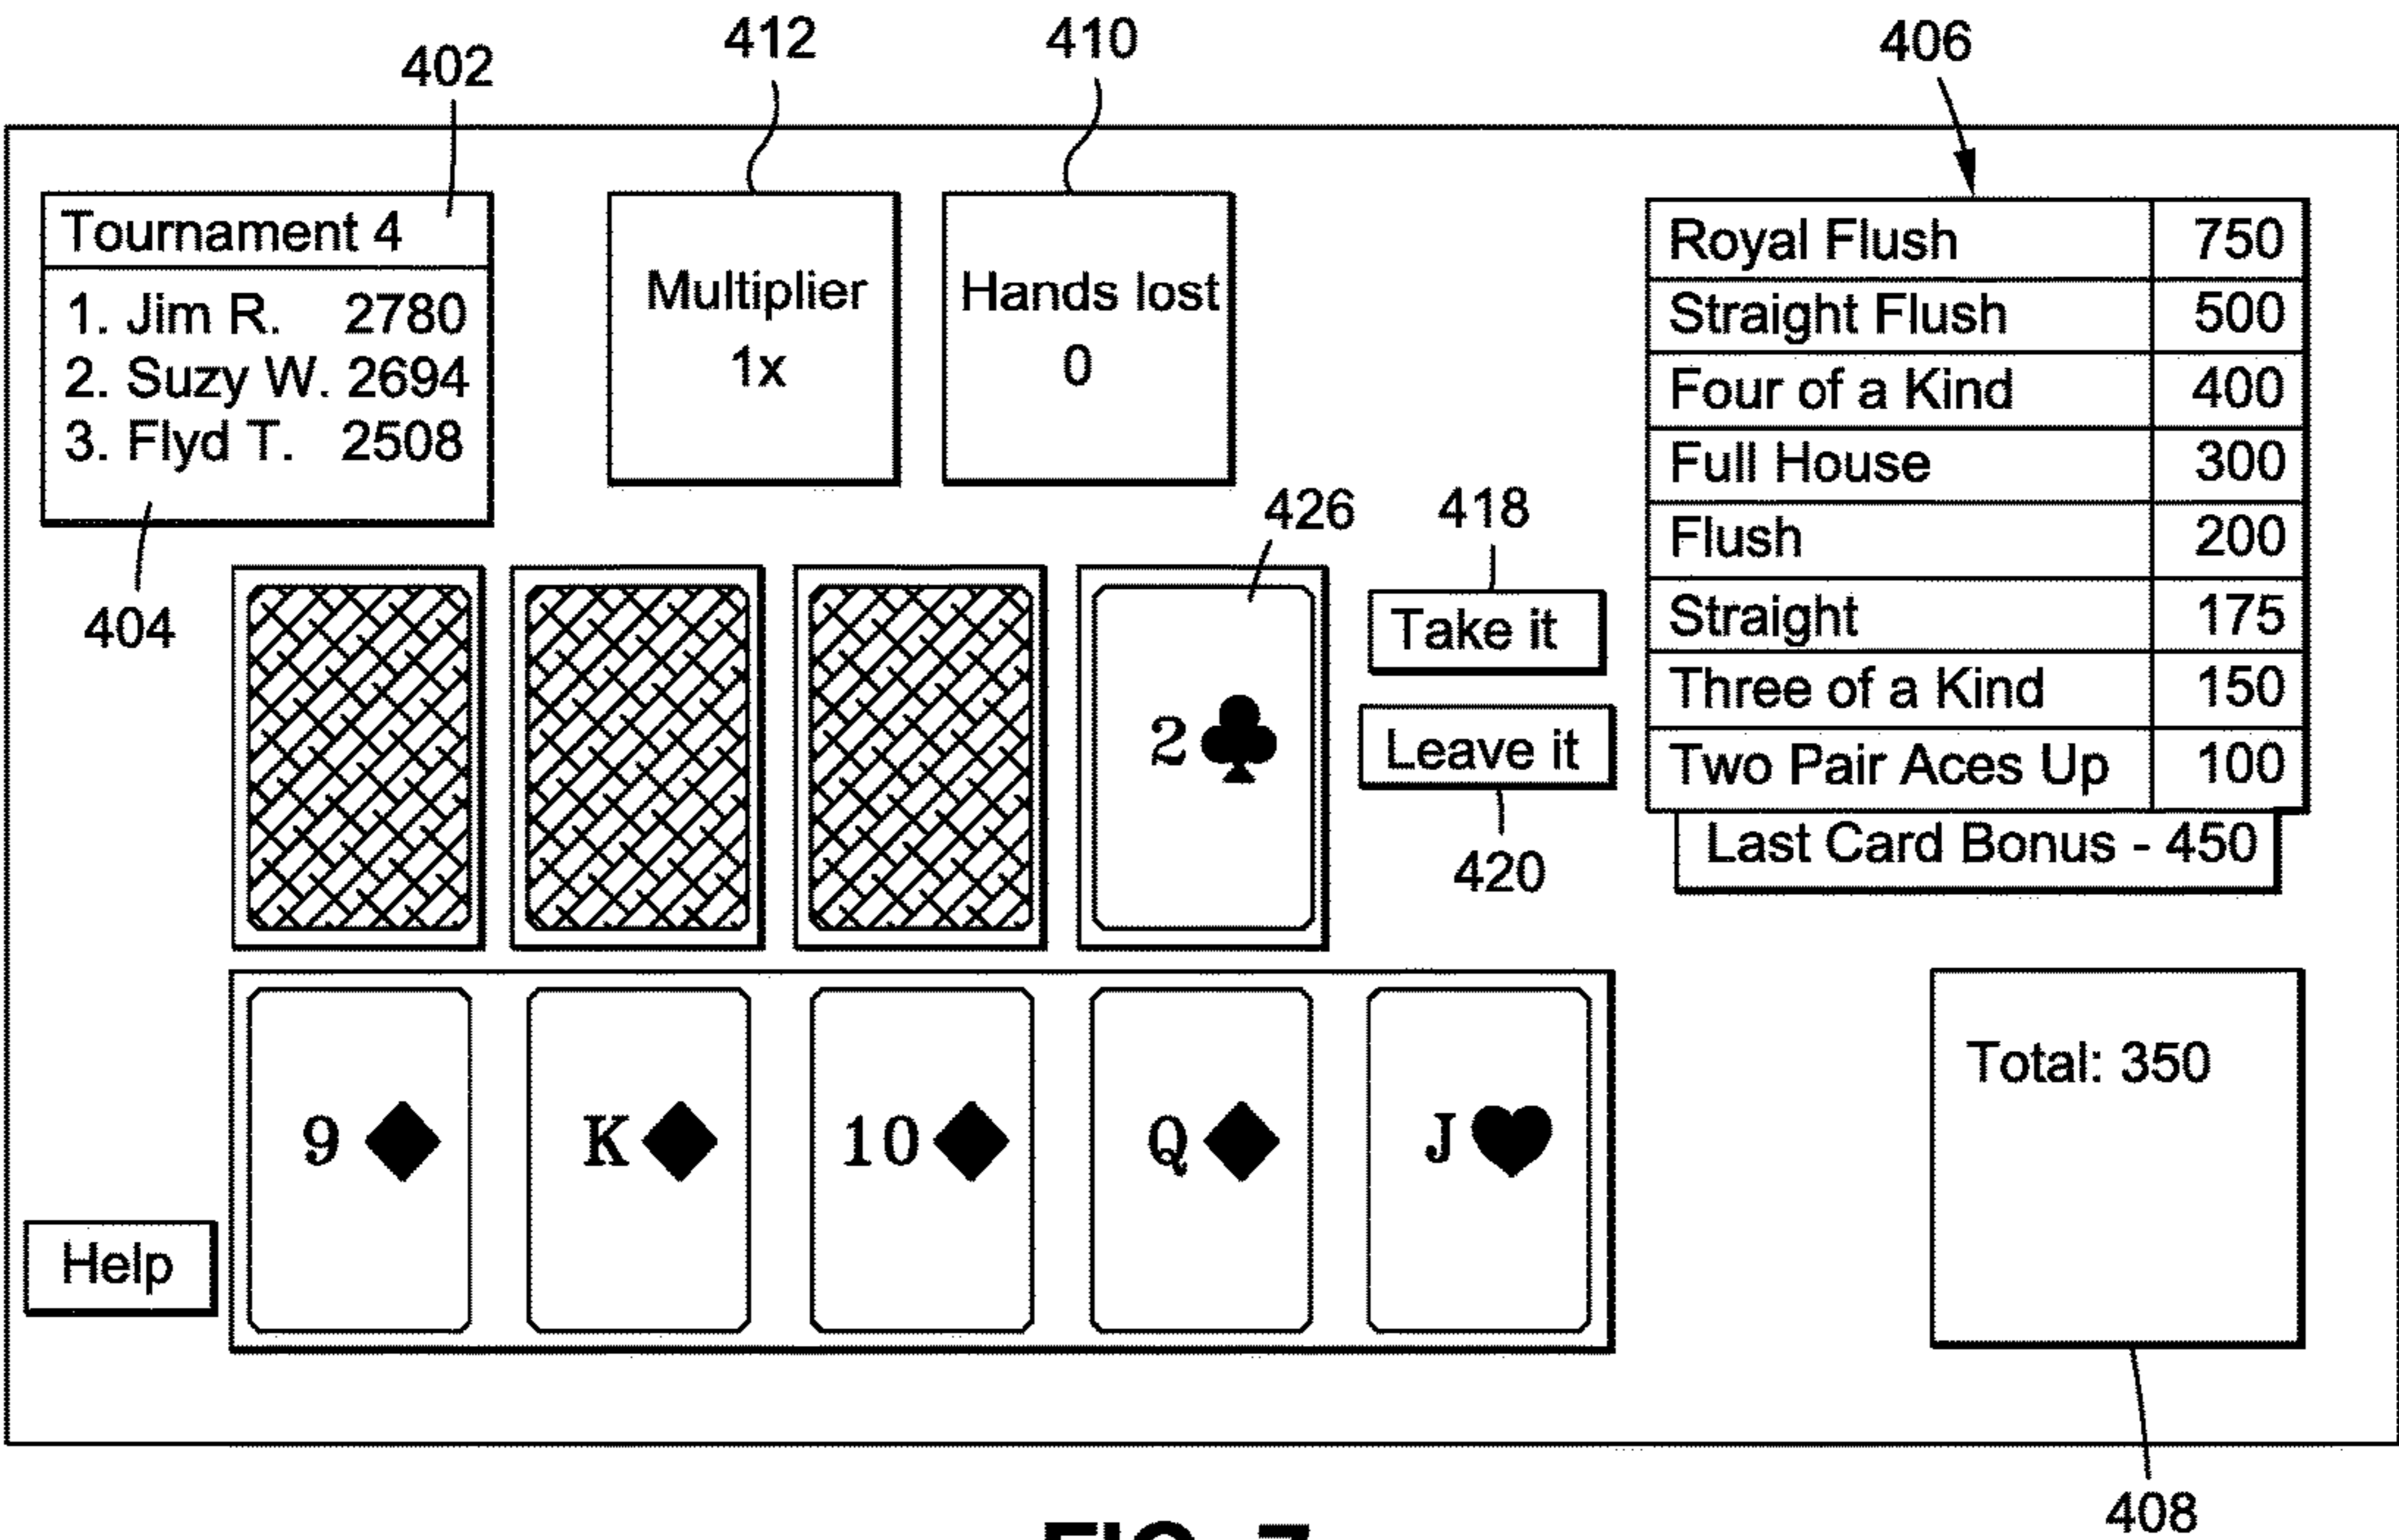 412
410
406
402
Tournament 4
1. Jim R. 2780
2. Suzy W. 2694
3. Flyd T. 2508
404
Multiplier
1x
Hands lost
0
Royal Flush 750
Straight Flush 500
Four of a Kind 400
Full House 300
Flush 200
Straight 175
Three of a Kind 150
Two Pair Aces Up 100
Last Card Bonus - 450
426
418
2
Take it
Leave it
420
9
K
10
Q
J
Total: 350
Help
408
FIG. 7